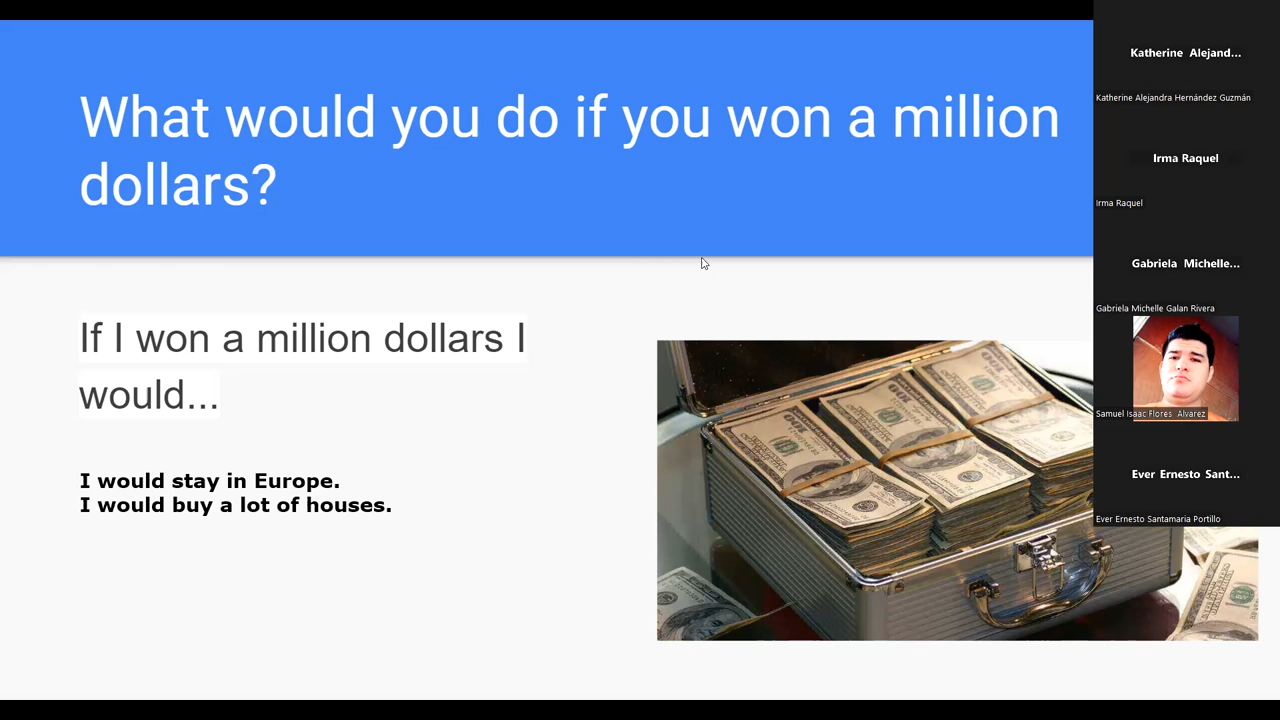 What would you do if you won a million
dollars?
If I won a million dollars I
would...
I would stay in Europe.
I would buy a lot of houses.
Katherine Alejand...
Katherine Alejandra Hernández Guzmán
Irma Raquel
Irma Raquel
Gabriela Michelle...
Gabriela Michelle Galan Rivera
Samuel Isaac Flores Alvarez
Ever Ernesto Sant...
Ever Ernesto Santamaria Portillo